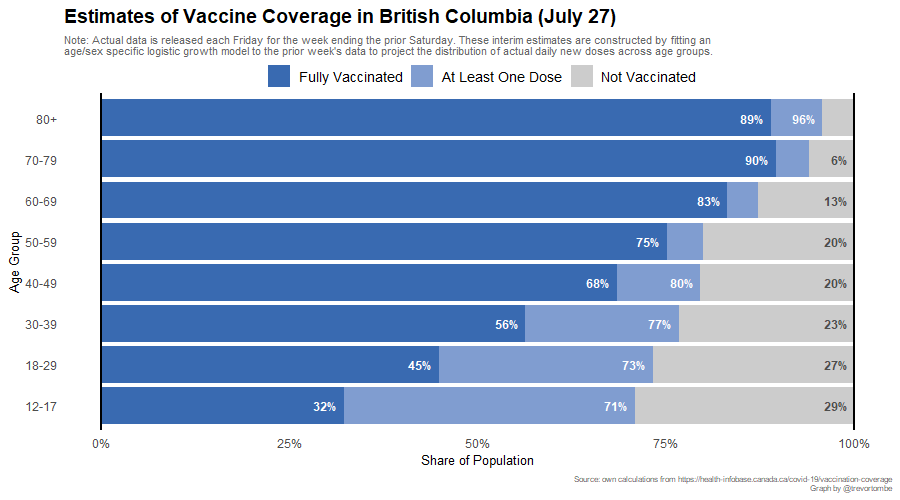 Estimates of Vaccine Coverage in British Columbia (July 27)
Note: Actual data is released each Friday for the week ending the prior Saturday. These interim estimates are constructed by fitting an
age/sex specific logistic growth model to the prior week's data to project the distribution of actual daily new doses across age groups.
Fully Vaccinated At Least One Dose Not Vaccinated
Age Group
80+ 89% 96%
70-79 90% 6%
60-69 83% 13%
50-59 75% 20%
40-49 68% 80% 20%
30-39 56% 77% 23%
18-29 45% 73% 27%
12-17 32% 71% 29%
0% 25% 50% 75% 100%
Share of Population
Source: own calculations from https://health-infobase.canada.ca/covid-19/vaccination-coverage
Graph by @trevortombe